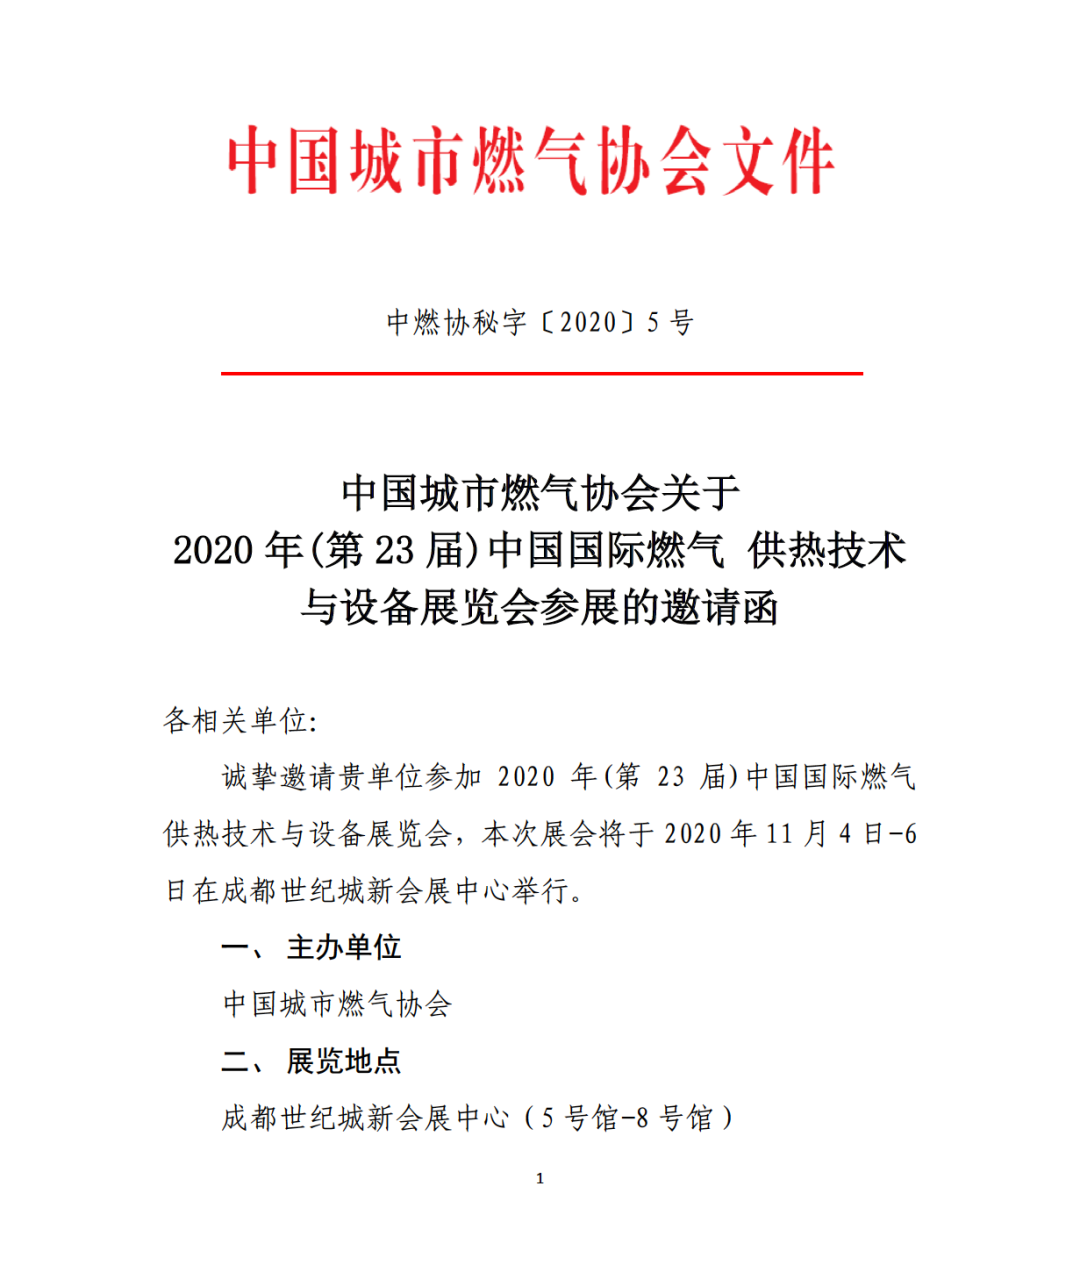 中国城市燃气协会文件
中燃协秘字〔2020〕5 号
中国城市燃气协会关于
2020 年(第 23 届)中国国际燃气 供热技术
与设备展览会参展的邀请函
各相关单位:
诚挚邀请贵单位参加 2020 年(第 23 届)中国国际燃气
供热技术与设备展览会，本次展会将于 2020 年 11 月 4 日-6
日在成都世纪城新会展中心举行。
一、 主办单位
中国城市燃气协会
二、 展览地点
成都世纪城新会展中心（5 号馆-8 号馆）
1